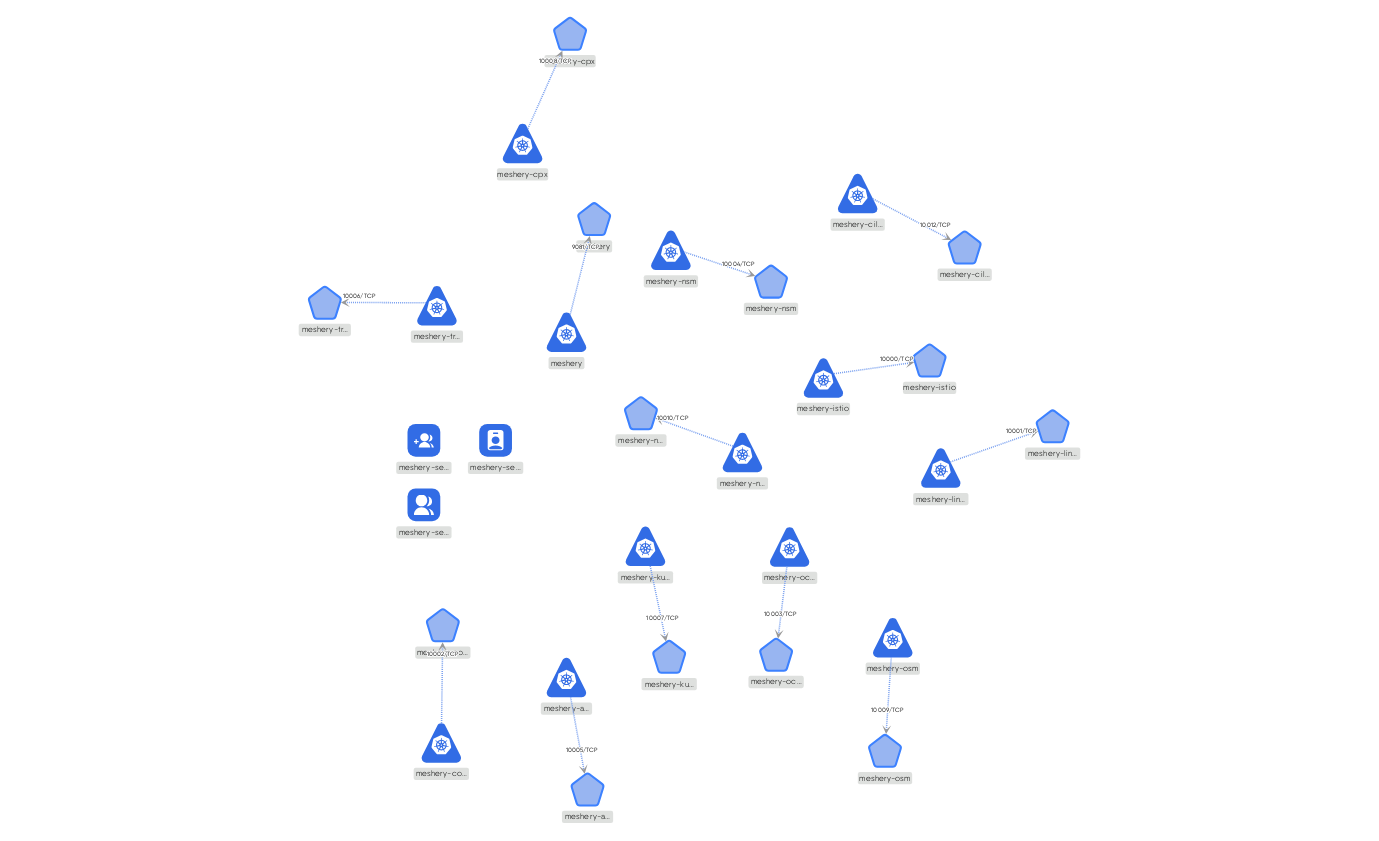 10008/TCP
meshery-cpx
meshery-cil...
10012/TCP
9081/TCP
meshery-cil...
10004/TCP
meshery-nsm
meshery-nsm
10006/TCP
meshery-tr...
meshery-tr...
meshery
10000/TCP
meshery-istio
meshery-istio
10010/TCP
meshery-n...
10001/TCP
meshery-lin...
meshery-se...
meshery-se...
meshery-n...
meshery-lin...
meshery-se...
meshery-ku...
meshery-oc...
10007/TCP
10003/TCP
10002/TCP
meshery-osm
meshery-ku...
meshery-oc...
meshery-a...
10009/TCP
10005/TCP
meshery-co...
meshery-osm
meshery-a...